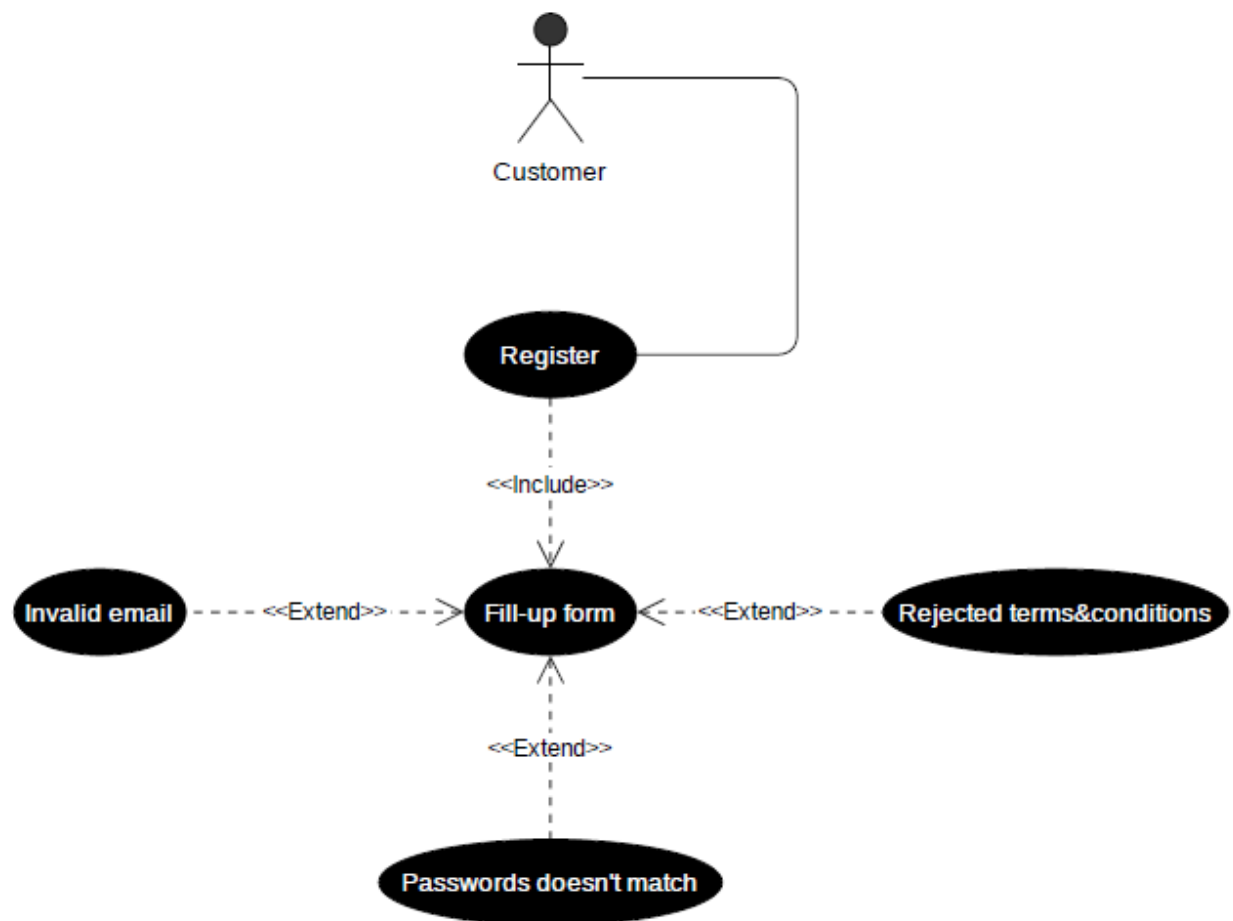 Customer
Register
<<Include>>
Invalid email
<<Extend>>
Fill-up form
<<Extend>>
Rejected terms&conditions
<<Extend>>
Passwords doesn't match